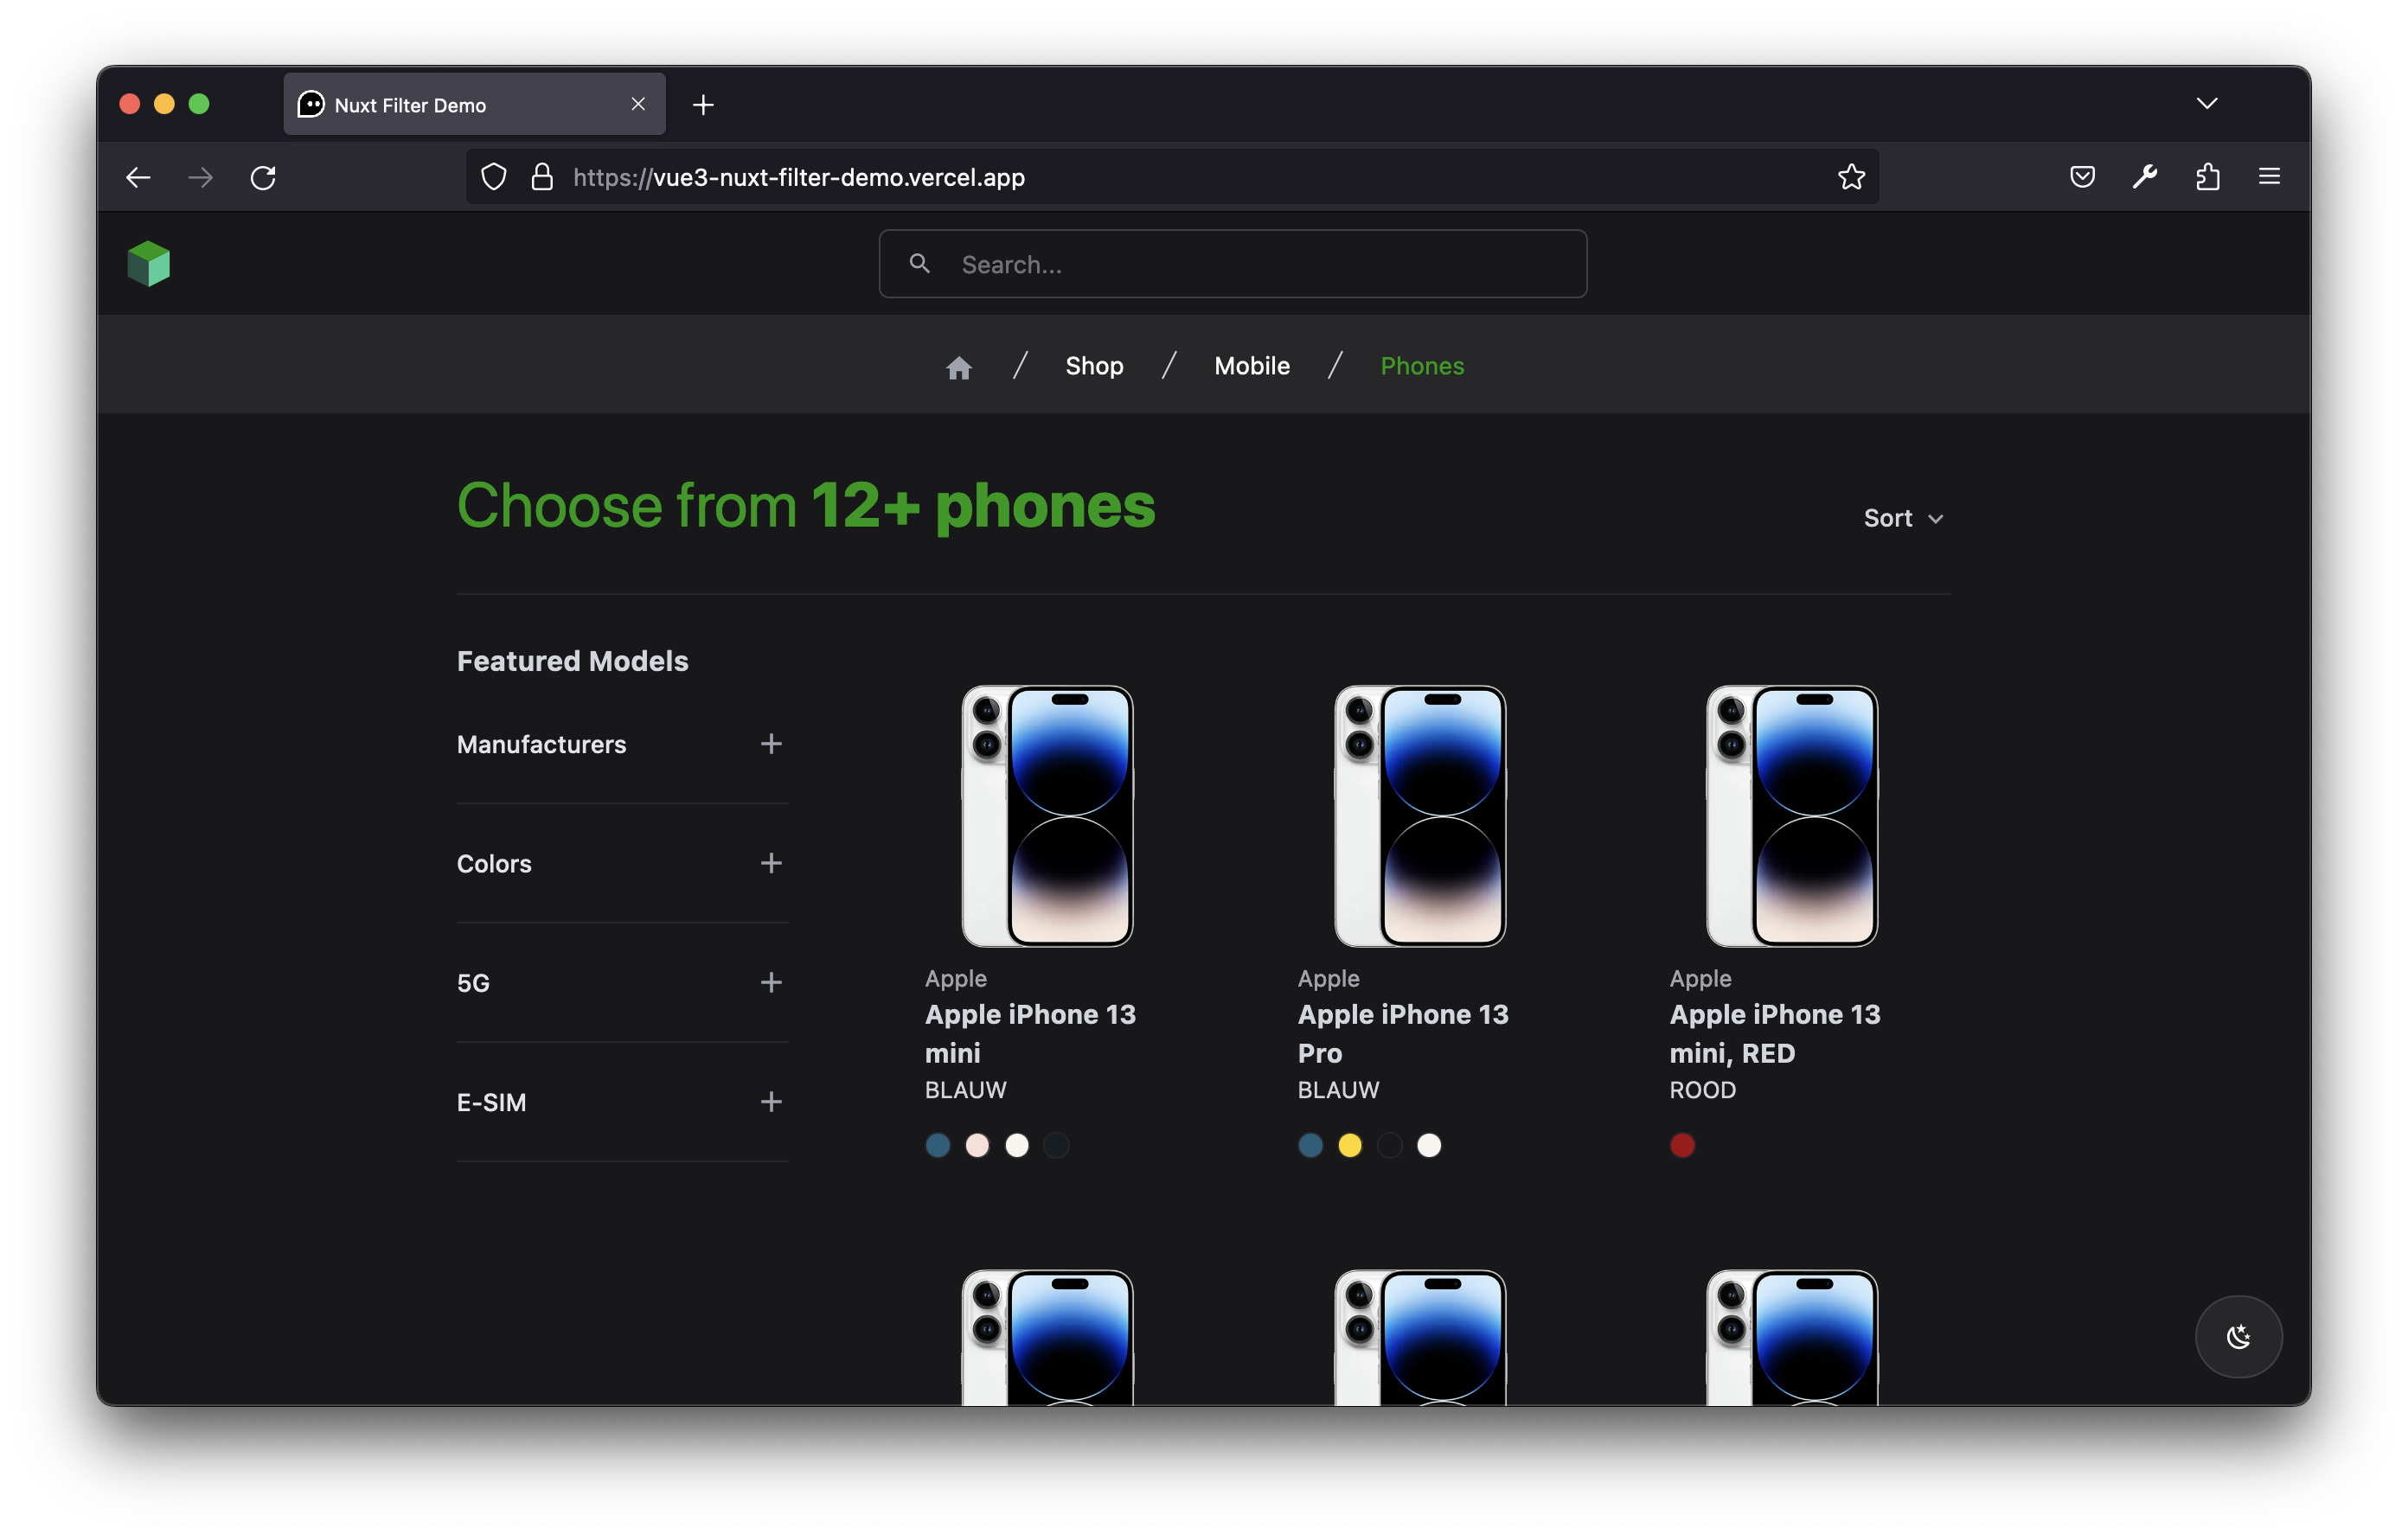 Nuxt Filter Demo
https://vue3-nuxt-filter-demo.vercel.app
Search...
/ Shop / Mobile / Phones
Choose from 12+ phones
Sort
Featured Models
Manufacturers
Colors
5G
E-SIM
Apple
Apple iPhone 13
mini
BLAUW
Apple
Apple iPhone 13
Pro
BLAUW
Apple
Apple iPhone 13
mini, RED
ROOD